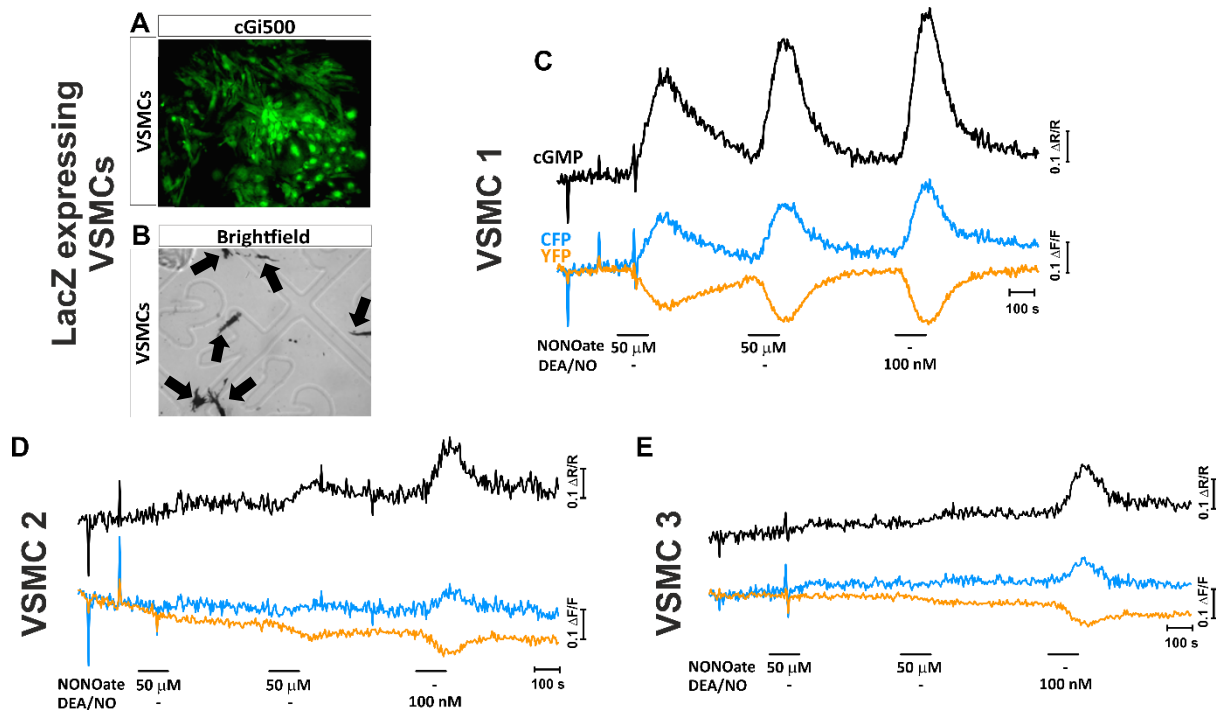 LacZ expressing
VSMCs
A
cGi500
VSMCs
B
Brightfield
VSMCs
VSMC 1
C
cGMP
0.1 ΔR/R
CFP
YFP
0.1 ΔF/F
100 s
NONOate 50 µM 50 µM -
DEA/NO - - 100 nM
D
VSMC 2
0.1 ΔR/R
0.1 ΔF/F
100 s
NONOate 50 µM 50 µM -
DEA/NO - - 100 nM
E
VSMC 3
0.1 ΔR/R
0.1 ΔF/F
100 s
NONOate 50 µM 50 µM -
DEA/NO - - 100 nM